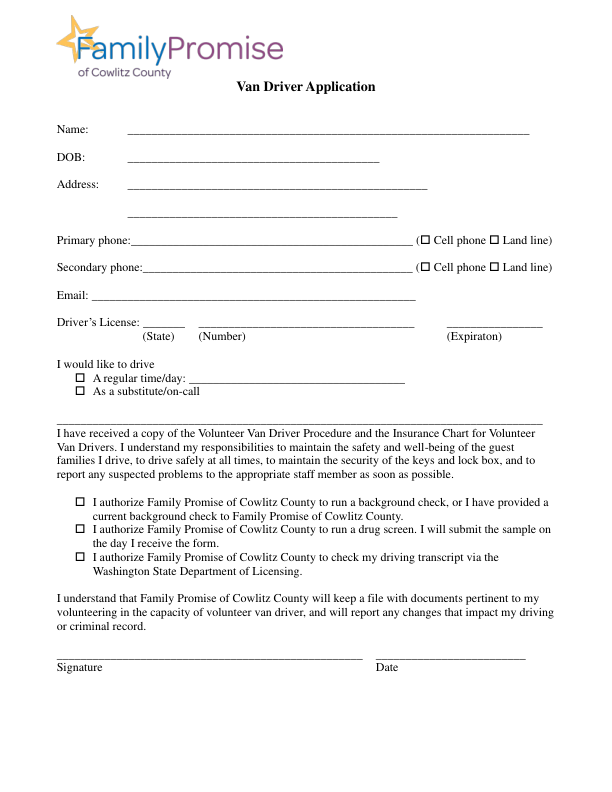 FamilyPromise
of Cowlitz County
Van Driver Application
Name: ___________________________________________________________________
DOB: __________________________________________
Address: __________________________________________________
_____________________________________________
Primary phone:_______________________________________________ (☐ Cell phone ☐ Land line)
Secondary phone:_____________________________________________ (☐ Cell phone ☐ Land line)
Email: ______________________________________________________
Driver’s License: _______ ____________________________________ ________________
(State) (Number) (Expiraton)
I would like to drive
☐ A regular time/day: ____________________________________
☐ As a substitute/on-call
_________________________________________________________________________________
I have received a copy of the Volunteer Van Driver Procedure and the Insurance Chart for Volunteer
Van Drivers. I understand my responsibilities to maintain the safety and well-being of the guest
families I drive, to drive safely at all times, to maintain the security of the keys and lock box, and to
report any suspected problems to the appropriate staff member as soon as possible.
☐ I authorize Family Promise of Cowlitz County to run a background check, or I have provided a
current background check to Family Promise of Cowlitz County.
☐ I authorize Family Promise of Cowlitz County to run a drug screen. I will submit the sample on
the day I receive the form.
☐ I authorize Family Promise of Cowlitz County to check my driving transcript via the
Washington State Department of Licensing.
I understand that Family Promise of Cowlitz County will keep a file with documents pertinent to my
volunteering in the capacity of volunteer van driver, and will report any changes that impact my driving
or criminal record.
___________________________________________________ _________________________
Signature Date